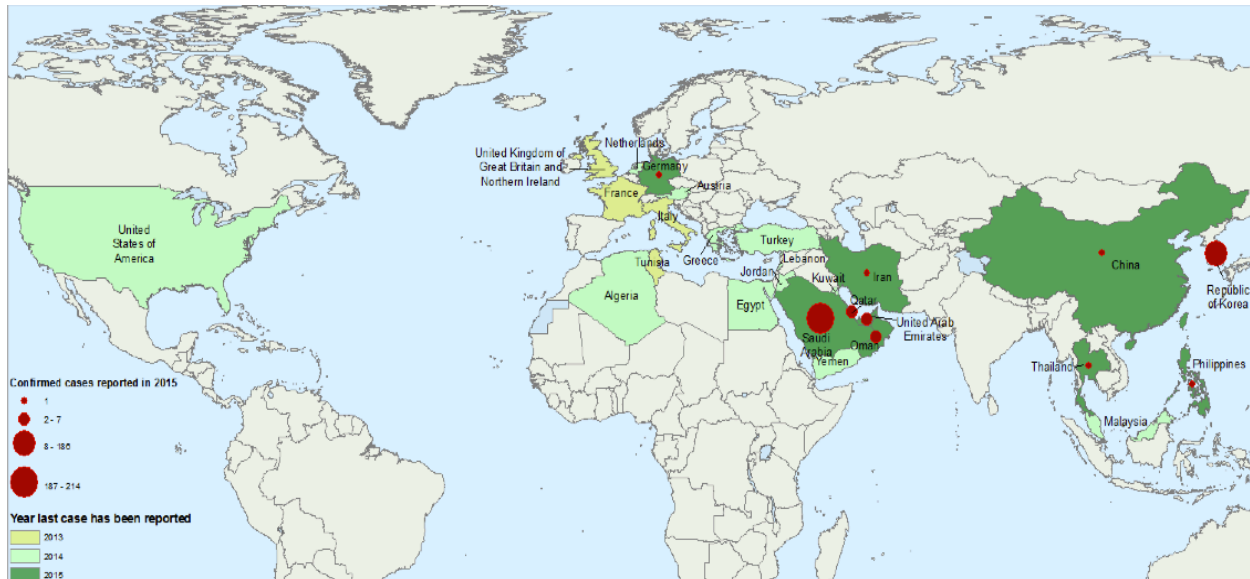 Netherlands
United Kingdom of
Great Britain and
Northern Ireland
Germany
Austria
France
Italy
United
States of
America
Turkey
Greece
Tunisia
Lebanon
Jordan
Kuwait
Iran
China
Algeria
Egypt
Qatar
Republic
of Korea
United Arab
Emirates
Saudi
Arabia
Oman
Yemen
Thailand
Philippines
Malaysia
Confirmed cases reported in 2015
1
2 - 7
8 - 186
187 - 214
Year last case has been reported
2013
2014
2015